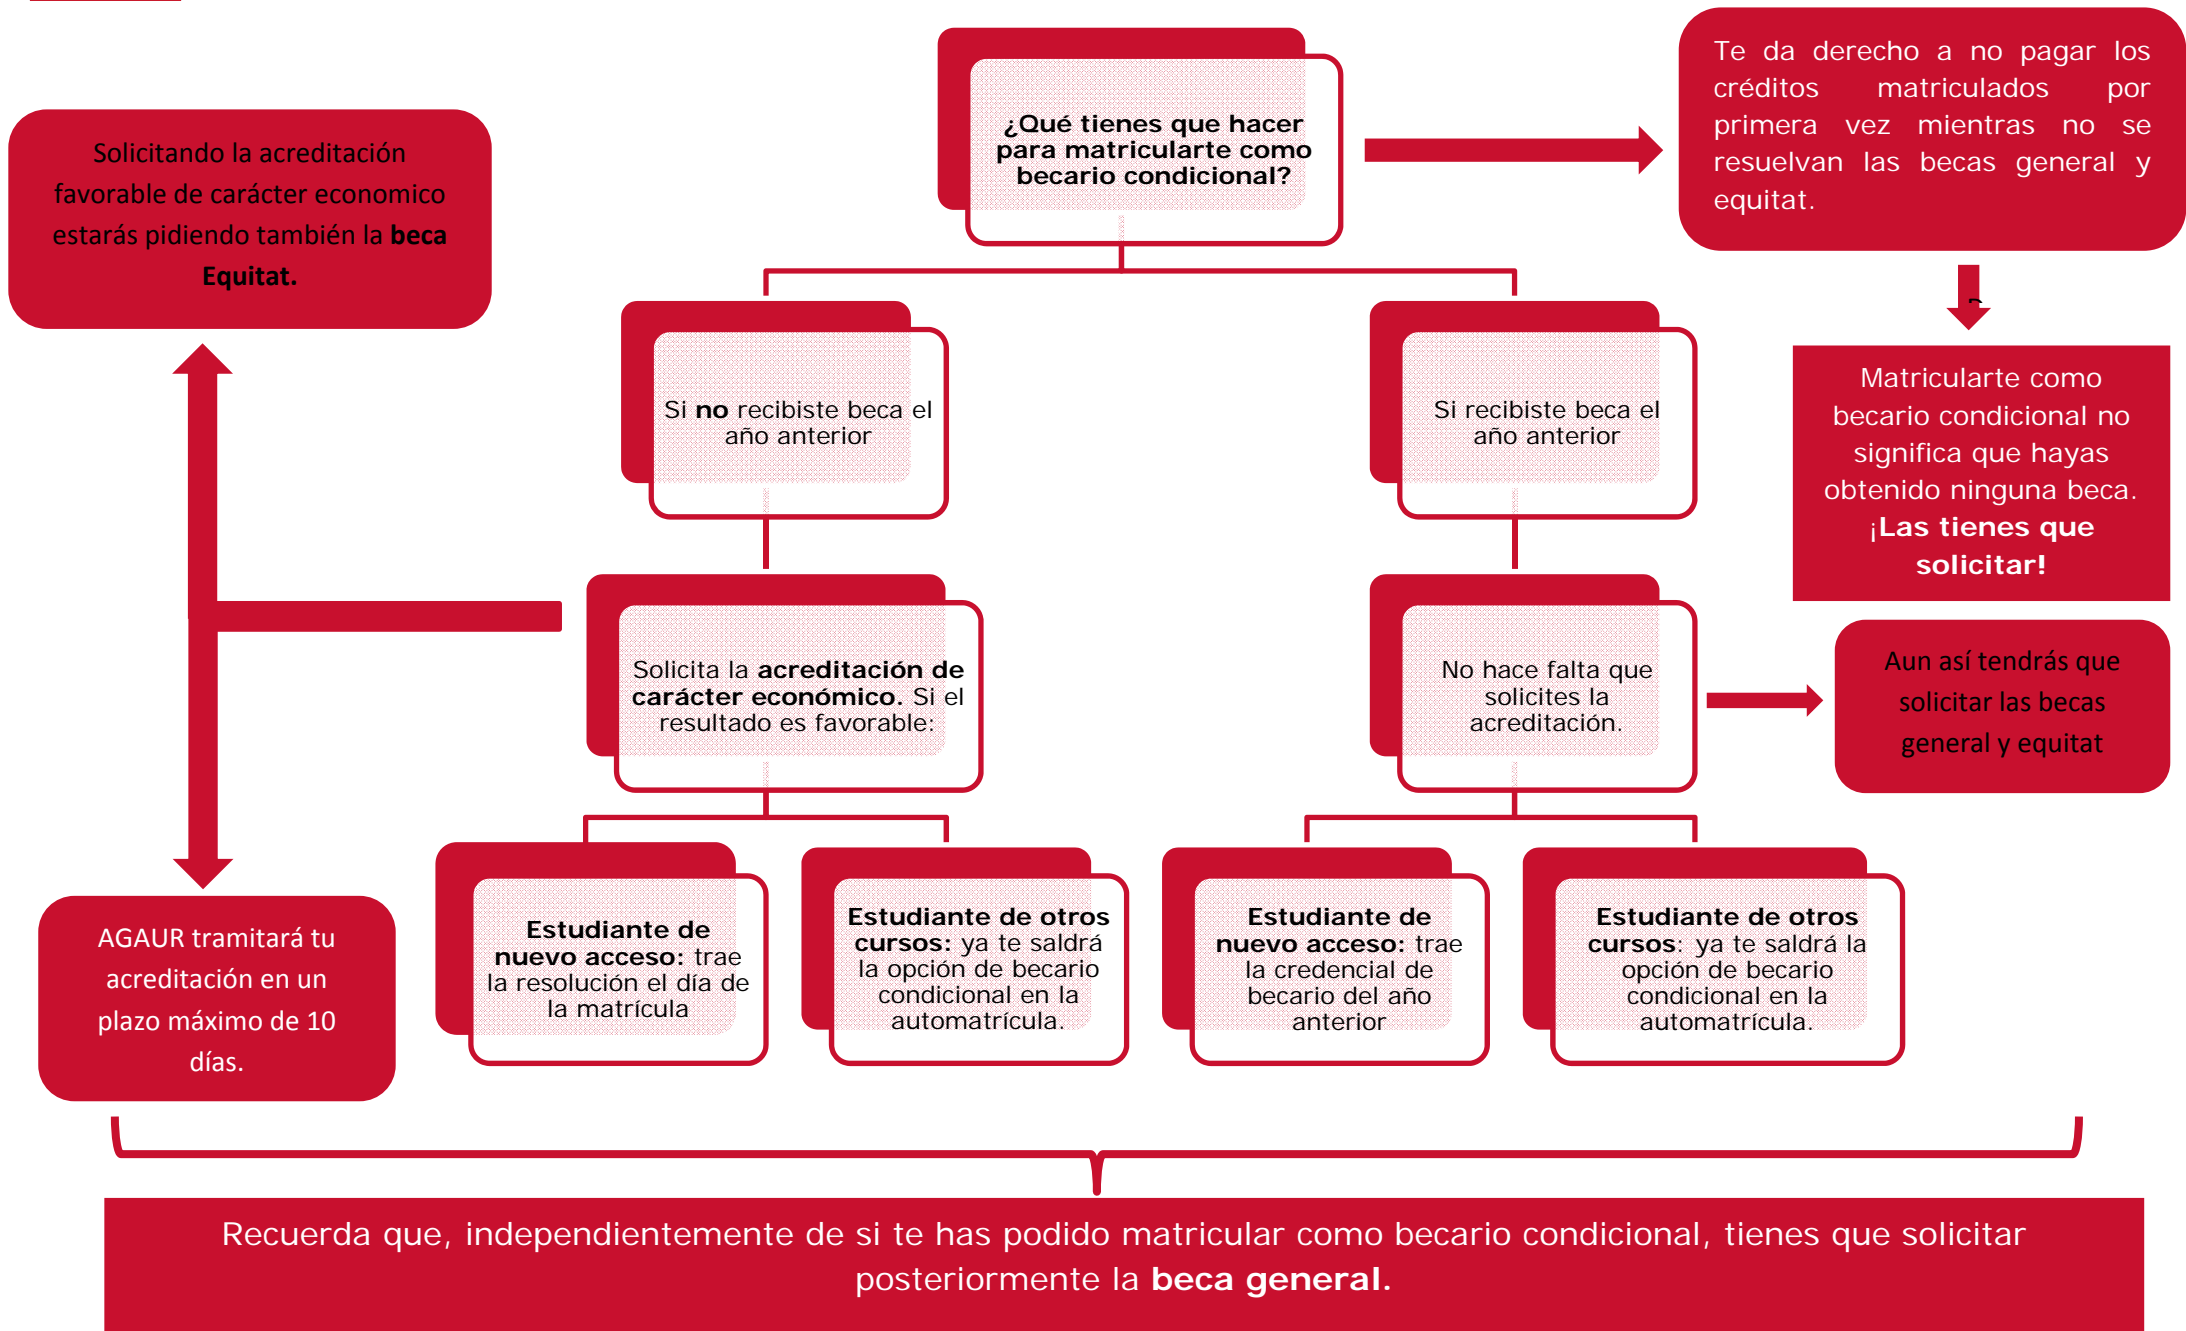 ¿Qué tienes que hacer
para matricularte como
becario condicional?
Te da derecho a no pagar los
créditos matriculados por
primera vez mientras no se
resuelvan las becas general y
equitat.
Solicitando la acreditación
favorable de carácter economico
estarás pidiendo también la beca
Equitat.
Matricularte como
becario condicional no
significa que hayas
obtenido ninguna beca.
¡Las tienes que
solicitar!
Si no recibiste beca el
año anterior
Si recibiste beca el
año anterior
Solicita la acreditación de
carácter económico. Si el
resultado es favorable:
No hace falta que
solicites la
acreditación.
Aun así tendrás que
solicitar las becas
general y equitat
AGAUR tramitará tu
acreditación en un
plazo máximo de 10
días.
Estudiante de
nuevo acceso: trae
la resolución el día de
la matrícula
Estudiante de otros
cursos: ya te saldrá
la opción de becario
condicional en la
automatrícula.
Estudiante de
nuevo acceso: trae
la credencial de
becario del año
anterior
Estudiante de otros
cursos: ya te saldrá la
opción de becario
condicional en la
automatrícula.
Recuerda que, independientemente de si te has podido matricular como becario condicional, tienes que solicitar
posteriormente la beca general.